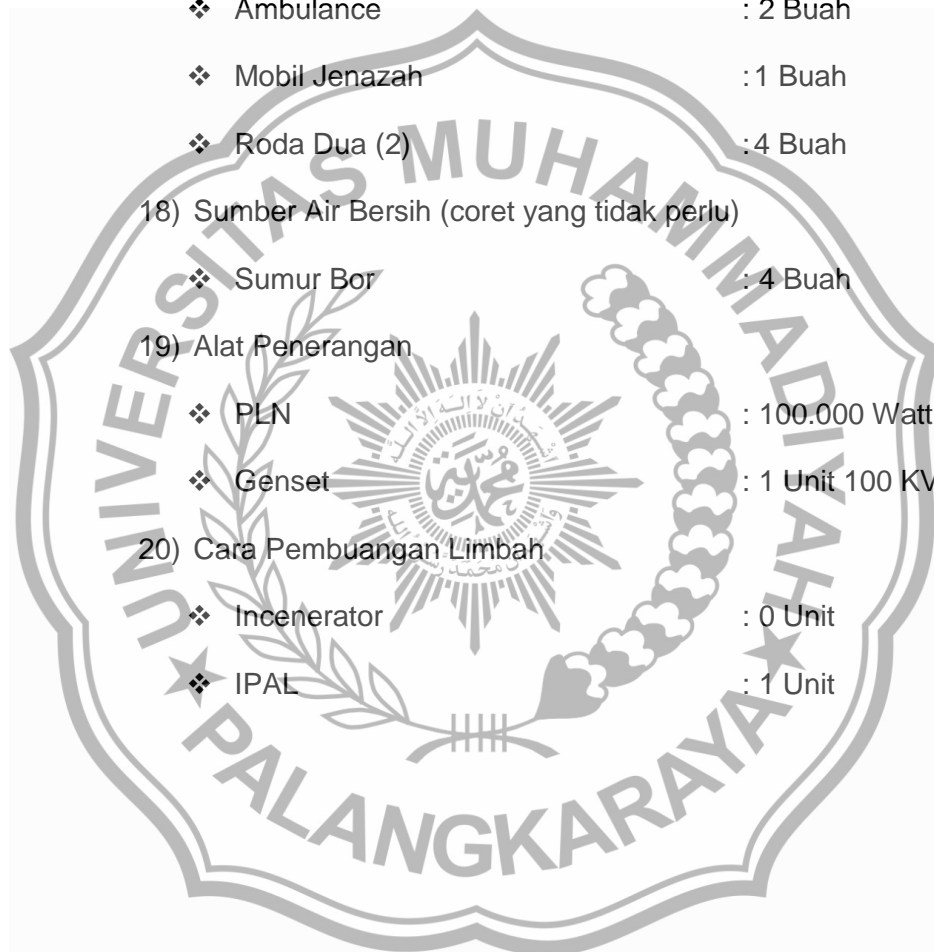 ❖ Ambulance : 2 Buah
❖ Mobil Jenazah : 1 Buah
❖ Roda Dua (2) : 4 Buah
18) Sumber Air Bersih (coret yang tidak perlu)
❖ Sumur Bor : 4 Buah
19) Alat Penerangan
❖ PLN : 100.000 Watt
❖ Genset : 1 Unit 100 KV
20) Cara Pembuangan Limbah
❖ Incenerator : 0 Unit
❖ IPAL : 1 Unit
UNIVERSITAS MUHAMMADIYAH
PALANGKARAYA